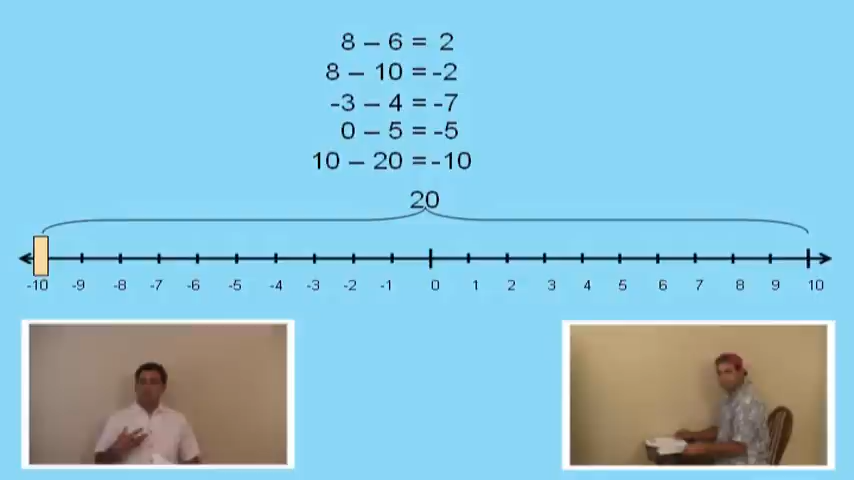 8 – 6 = 2
8 – 10 = -2
-3 – 4 = -7
0 – 5 = -5
10 – 20 = -10
20
-10 -9 -8 -7 -6 -5 -4 -3 -2 -1 0 1 2 3 4 5 6 7 8 9 10